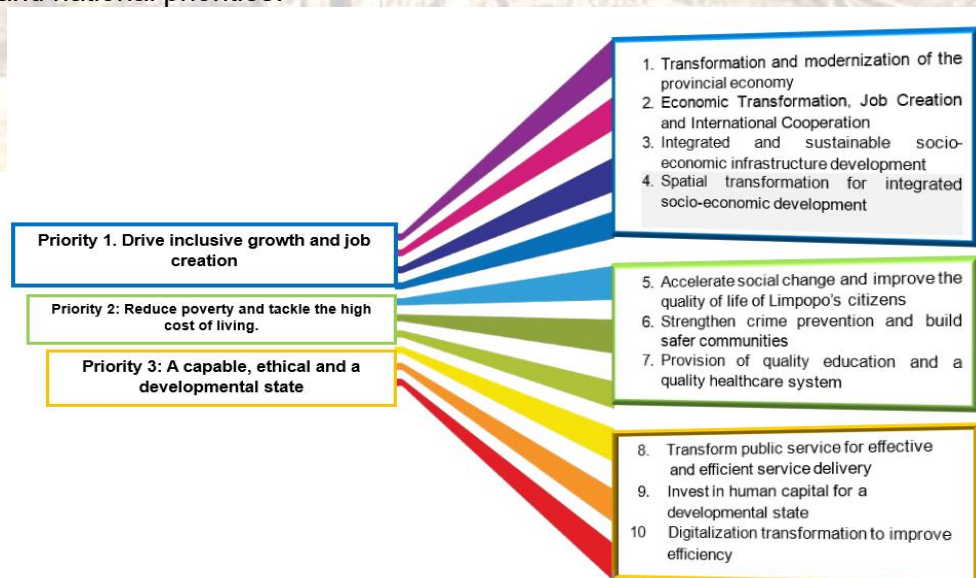 and national priorities.
Priority 1. Drive inclusive growth and job
creation
Priority 2: Reduce poverty and tackle the high
cost of living.
Priority 3: A capable, ethical and a
developmental state
1. Transformation and modernization of the
provincial economy
2. Economic Transformation, Job Creation
and International Cooperation
3. Integrated and sustainable socio-
economic infrastructure development
4. Spatial transformation for integrated
socio-economic development
5. Accelerate social change and improve the
quality of life of Limpopo's citizens
6. Strengthen crime prevention and build
safer communities
7. Provision of quality education and a
quality healthcare system
8. Transform public service for effective
and efficient service delivery
9. Invest in human capital for a
developmental state
10 Digitalization transformation to improve
efficiency